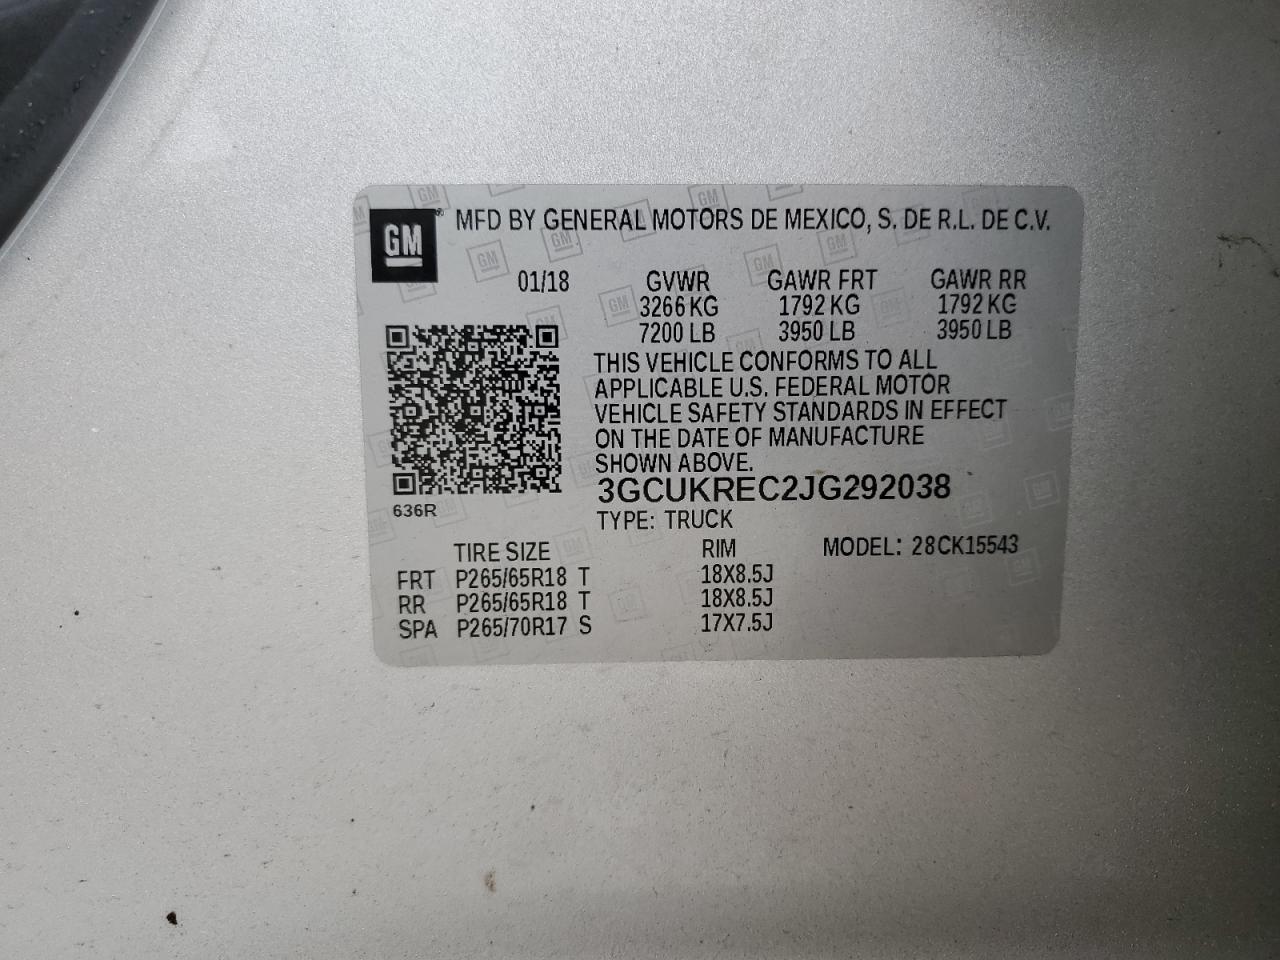 GM ® MFD BY GENERAL MOTORS DE MEXICO, S. DE R.L. DE C.V.
01/18 GVWR GAWR FRT GAWR RR
3266 KG 1792 KG 1792 KG
7200 LB 3950 LB 3950 LB
THIS VEHICLE CONFORMS TO ALL
APPLICABLE U.S. FEDERAL MOTOR
VEHICLE SAFETY STANDARDS IN EFFECT
ON THE DATE OF MANUFACTURE
SHOWN ABOVE.
3GCUKREC2JG292038
636R
TYPE: TRUCK
TIRE SIZE RIM MODEL: 28CK15543
FRT P265/65R18 T 18X8.5J
RR P265/65R18 T 18X8.5J
SPA P265/70R17 S 17X7.5J